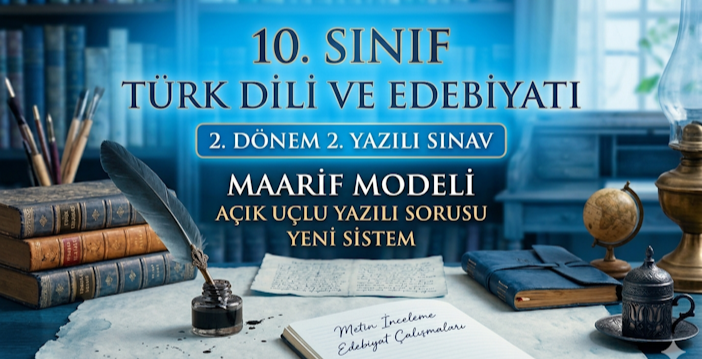 10. SINIF
TÜRK DİLİ VE EDEBİYATI
2. DÖNEM 2. YAZILI SINAV
MAARİF MODELİ
AÇIK UÇLU YAZILI SORUSU
YENİ SİSTEM
Metin İnceleme
Edebiyat Çalışmaları